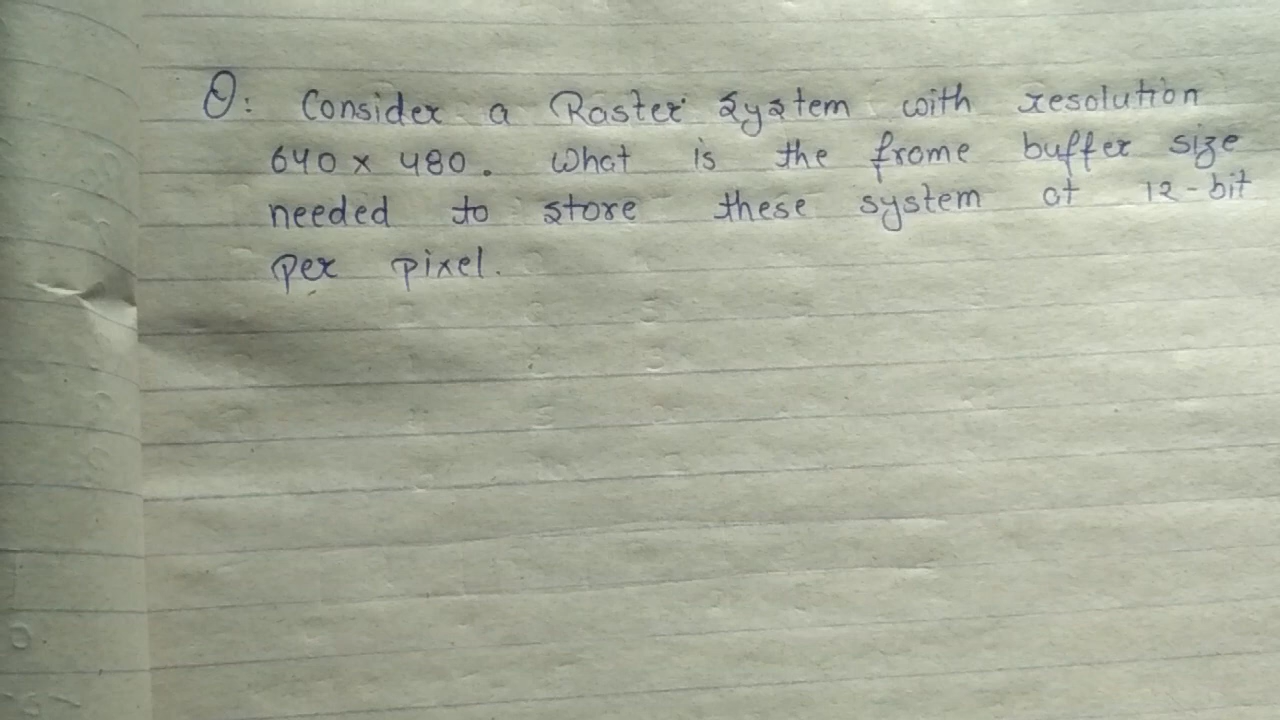 Q: Consider a Raster System with resolution
640 x 480. What is the frame buffer size
needed to store these system at 12-bit
per pixel.